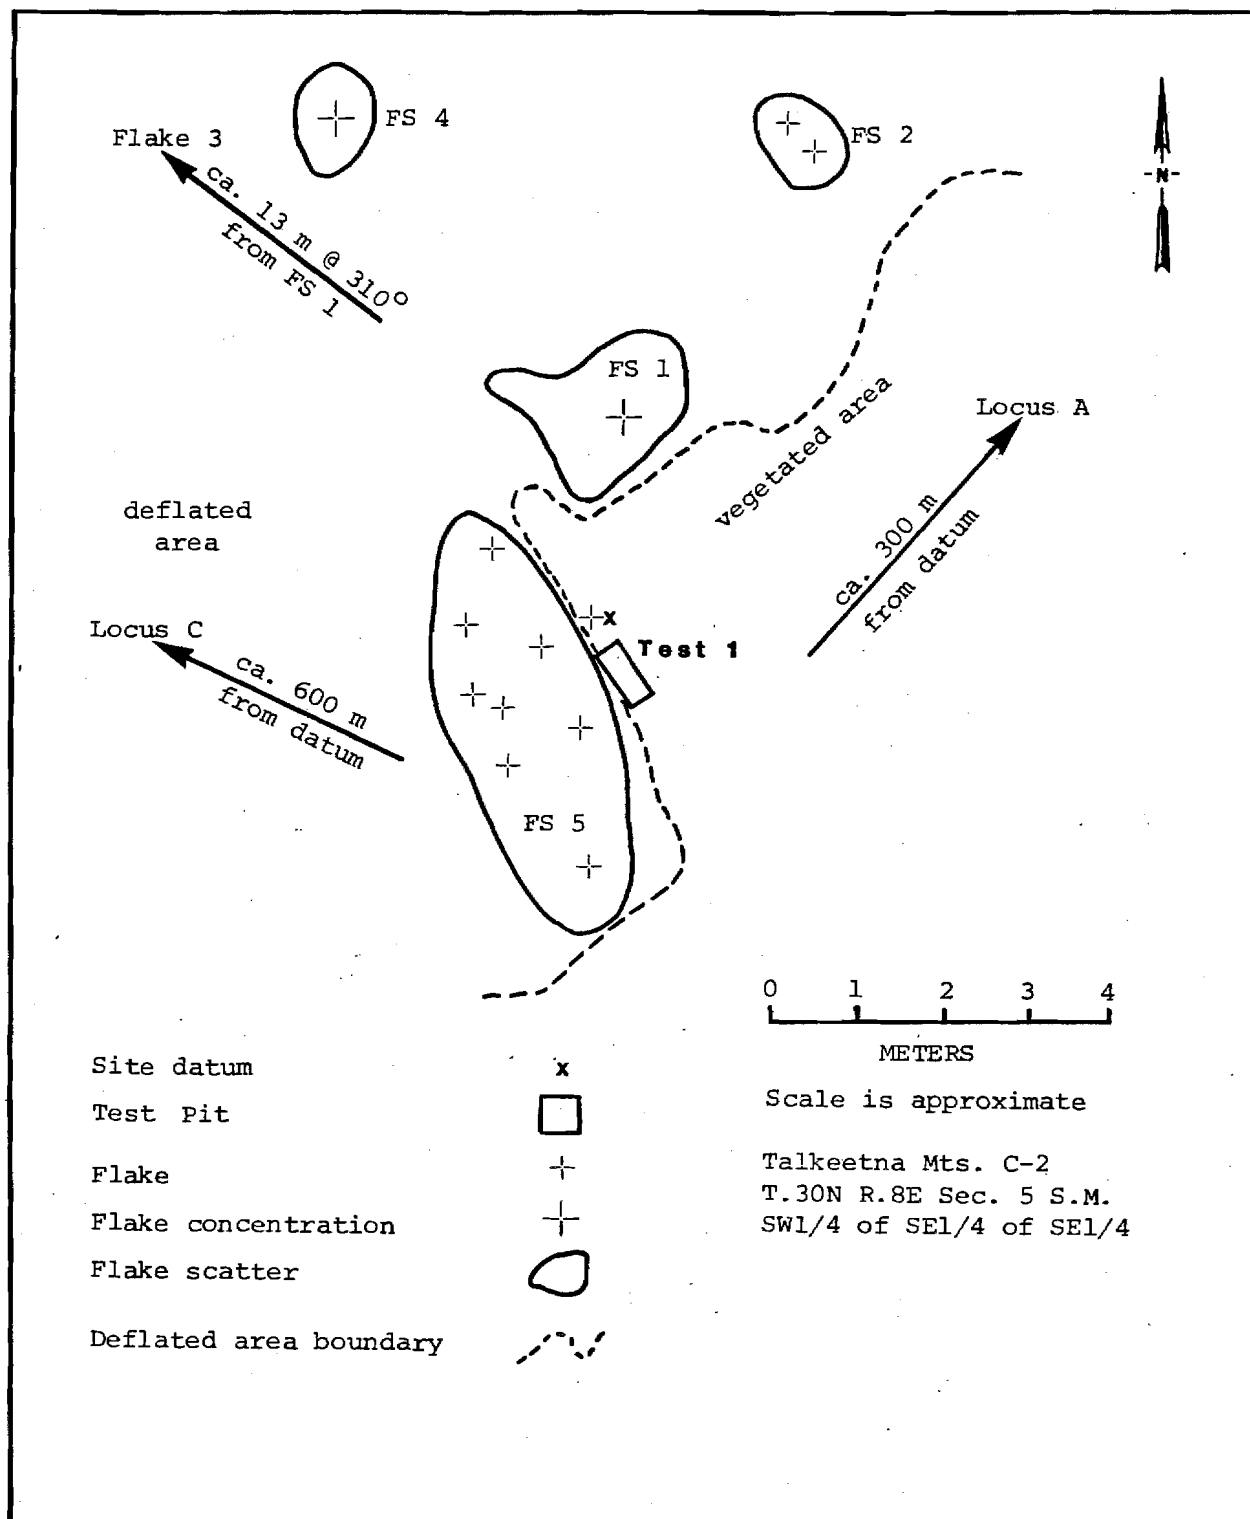 FS 4
FS 2
Flake 3
ca. 13 m @ 310°
from FS 1
-N-
FS 1
Locus A
vegetated area
ca. 300 m
from datum
deflated
area
x
Test 1
Locus C
ca. 600 m
from datum
FS 5
0 1 2 3 4
METERS
Scale is approximate
Site datum x
Test Pit
Flake
Flake concentration
Flake scatter
Deflated area boundary
Talkeetna Mts. C-2
T.30N R.8E Sec. 5 S.M.
SW1/4 of SE1/4 of SE1/4